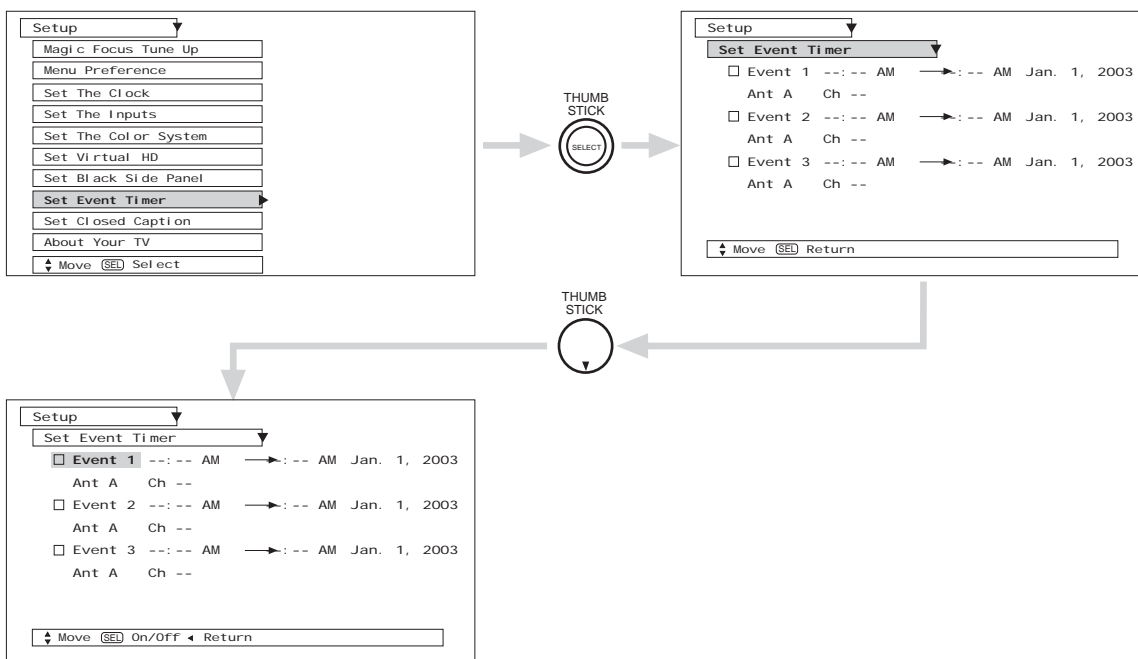 Setup
Magic Focus Tune Up
Menu Preference
Set The Clock
Set The Inputs
Set The Color System
Set Virtual HD
Set Black Side Panel
Set Event Timer
Set Closed Caption
About Your TV
Move SEL Select
THUMB
STICK
SELECT
Setup
Set Event Timer
Event 1 --:-- AM -:-- AM Jan. 1, 2003
Ant A Ch --
Event 2 --:-- AM -:-- AM Jan. 1, 2003
Ant A Ch --
Event 3 --:-- AM -:-- AM Jan. 1, 2003
Ant A Ch --
Move SEL Return
THUMB
STICK
Setup
Set Event Timer
Event 1 --:-- AM -:-- AM Jan. 1, 2003
Ant A Ch --
Event 2 --:-- AM -:-- AM Jan. 1, 2003
Ant A Ch --
Event 3 --:-- AM -:-- AM Jan. 1, 2003
Ant A Ch --
Move SEL On/Off Return